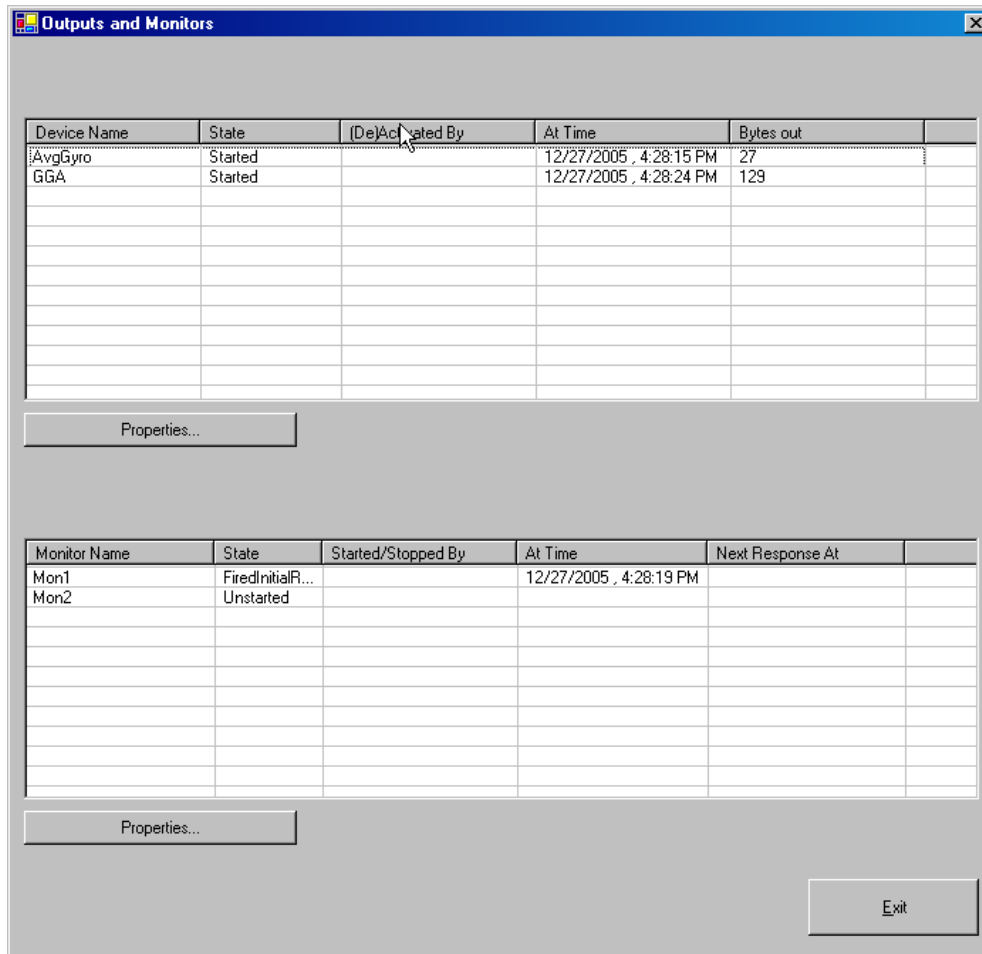 Outputs and Monitors
Device Name State (De)Activated By At Time Bytes out
AvgGyro Started 12/27/2005 , 4:28:15 PM 27
GGA Started 12/27/2005 , 4:28:24 PM 129
Properties...
Monitor Name State Started/Stopped By At Time Next Response At
Mon1 FiredInitialR... 12/27/2005 , 4:28:19 PM
Mon2 Unstarted
Properties...
Exit